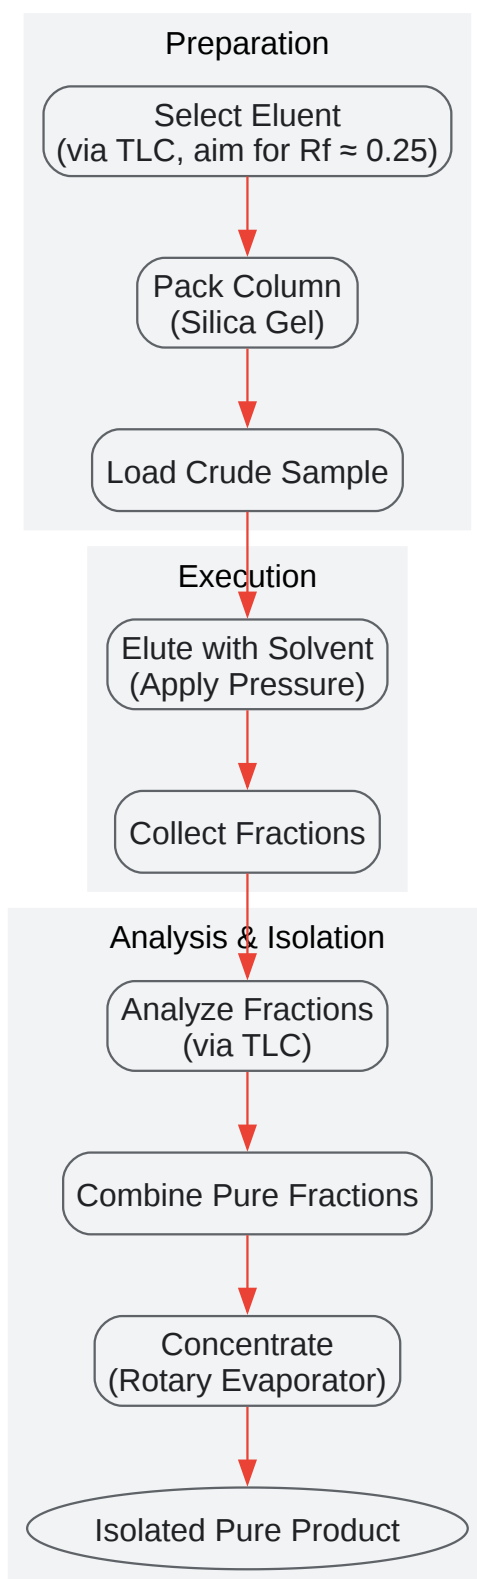 Preparation
Select Eluent
(via TLC, aim for Rf ≈ 0.25)
Pack Column
(Silica Gel)
Load Crude Sample
Execution
Elute with Solvent
(Apply Pressure)
Collect Fractions
Analysis & Isolation
Analyze Fractions
(via TLC)
Combine Pure Fractions
Concentrate
(Rotary Evaporator)
Isolated Pure Product